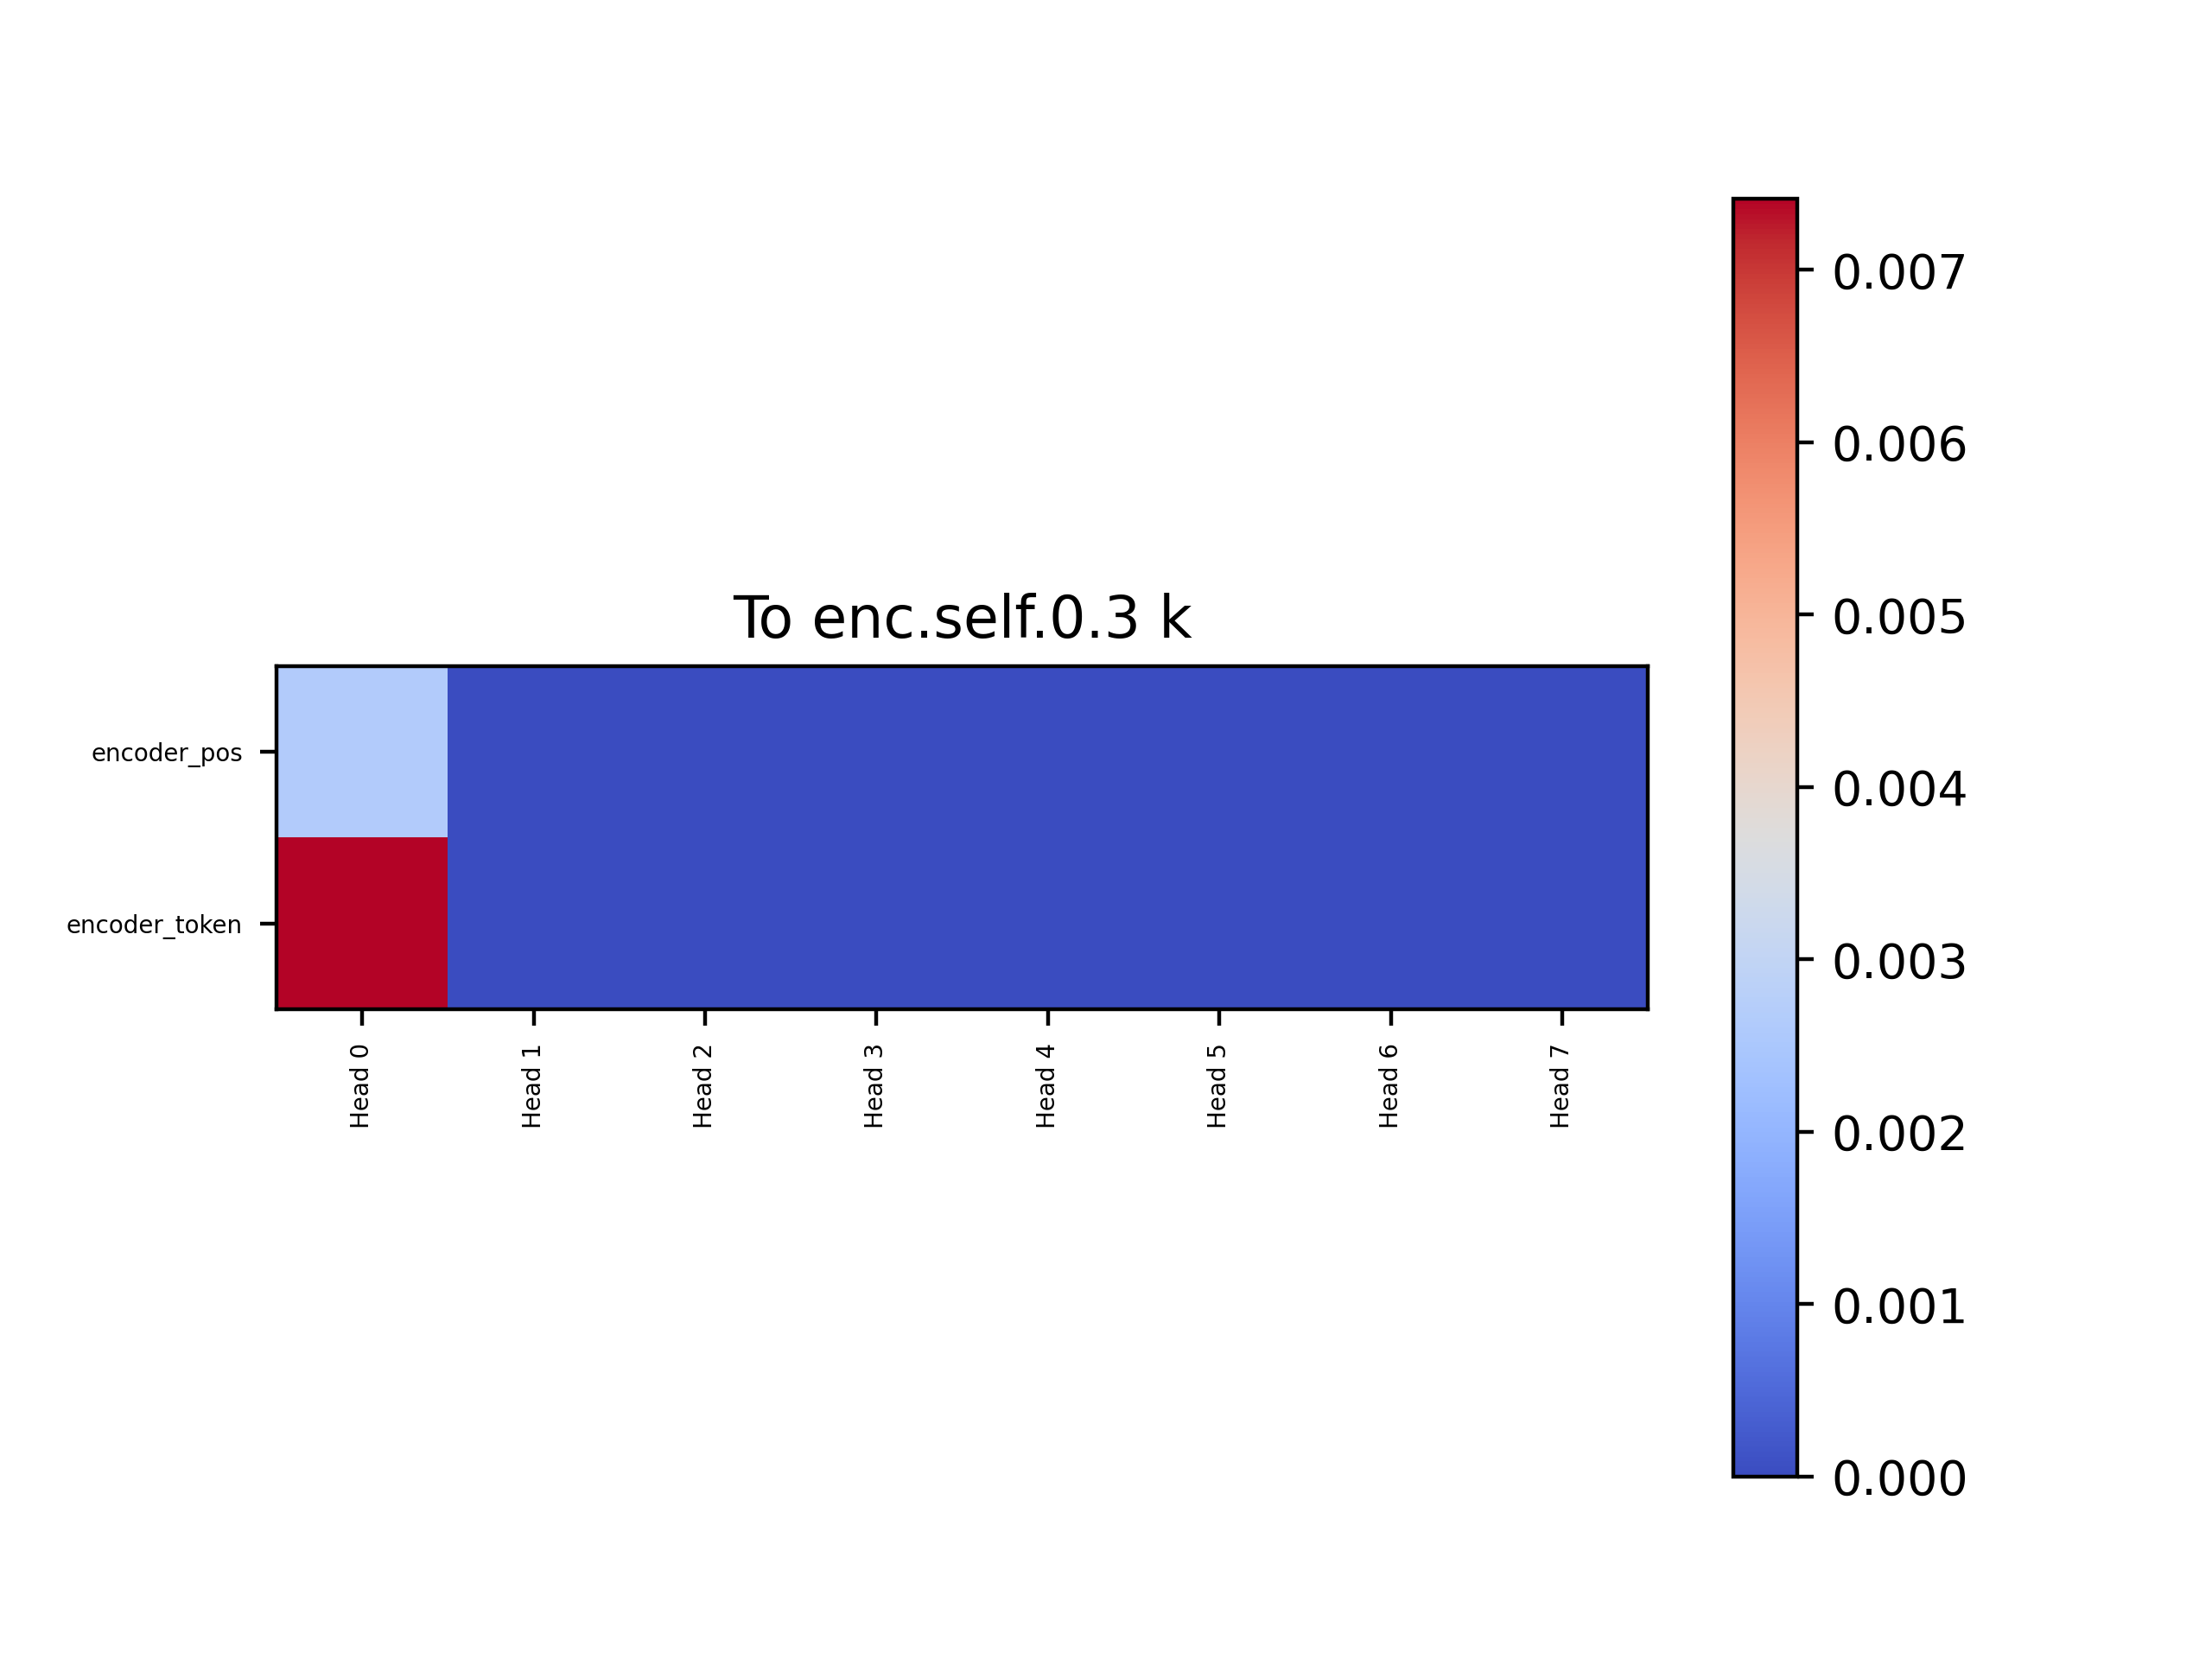 To enc.self.0.3 k
encoder_pos
encoder_token
Head 0
Head 1
Head 2
Head 3
Head 4
Head 5
Head 6
Head 7
0.007
0.006
0.005
0.004
0.003
0.002
0.001
0.000